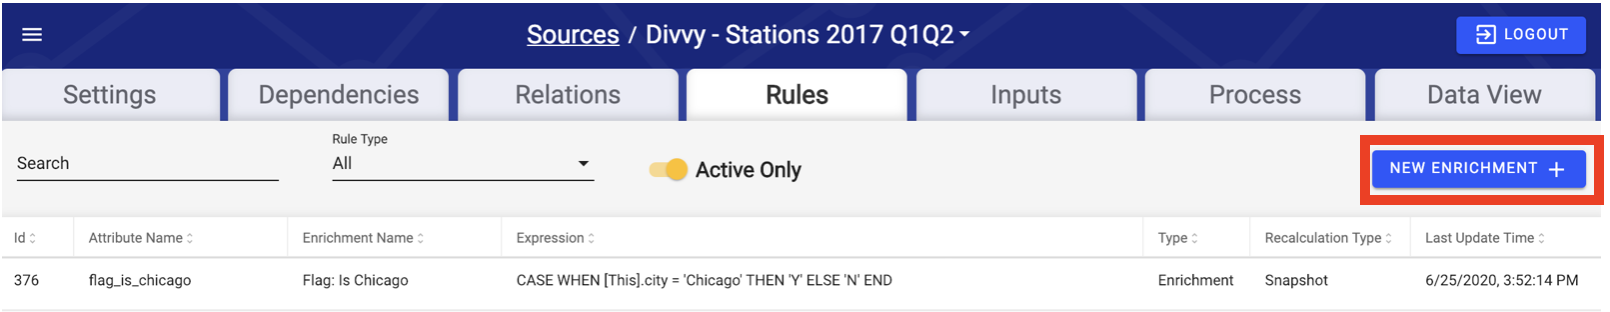 Sources / Divvy - Stations 2017 Q1Q2
LOGOUT
Settings Dependencies Relations Rules Inputs Process Data View
Rule Type
Search All Active Only NEW ENRICHMENT +
Id Attribute Name Enrichment Name Expression Type Recalculation Type Last Update Time
376 flag_is_chicago Flag: Is Chicago CASE WHEN [This].city = 'Chicago' THEN 'Y' ELSE 'N' END Enrichment Snapshot 6/25/2020, 3:52:14 PM